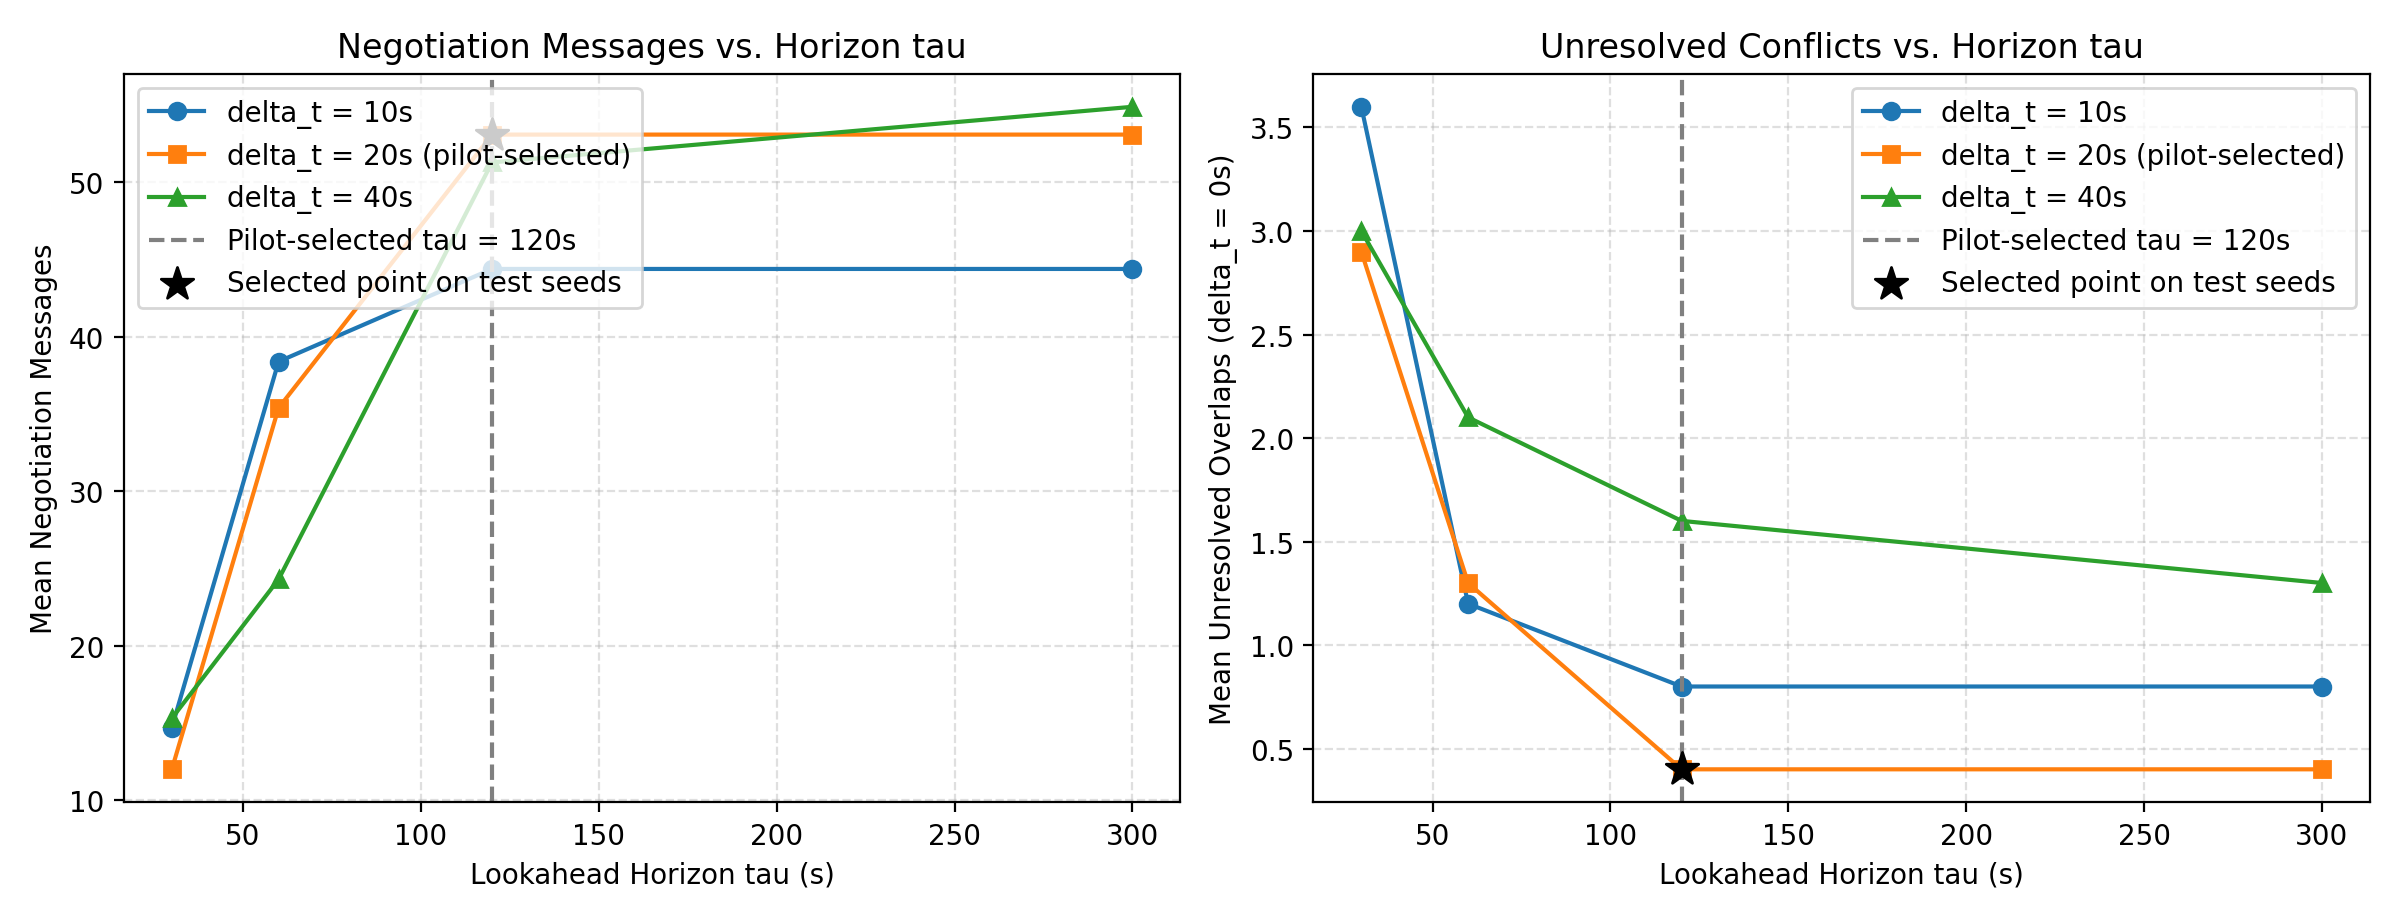 Negotiation Messages vs. Horizon tau
Mean Negotiation Messages
50
40
30
20
10
delta_t = 10s
delta_t = 20s (pilot-selected)
delta_t = 40s
Pilot-selected tau = 120s
Selected point on test seeds
50 100 150 200 250 300
Lookahead Horizon tau (s)
Unresolved Conflicts vs. Horizon tau
Mean Unresolved Overlaps (delta_t = 0s)
3.5
3.0
2.5
2.0
1.5
1.0
0.5
delta_t = 10s
delta_t = 20s (pilot-selected)
delta_t = 40s
Pilot-selected tau = 120s
Selected point on test seeds
50 100 150 200 250 300
Lookahead Horizon tau (s)